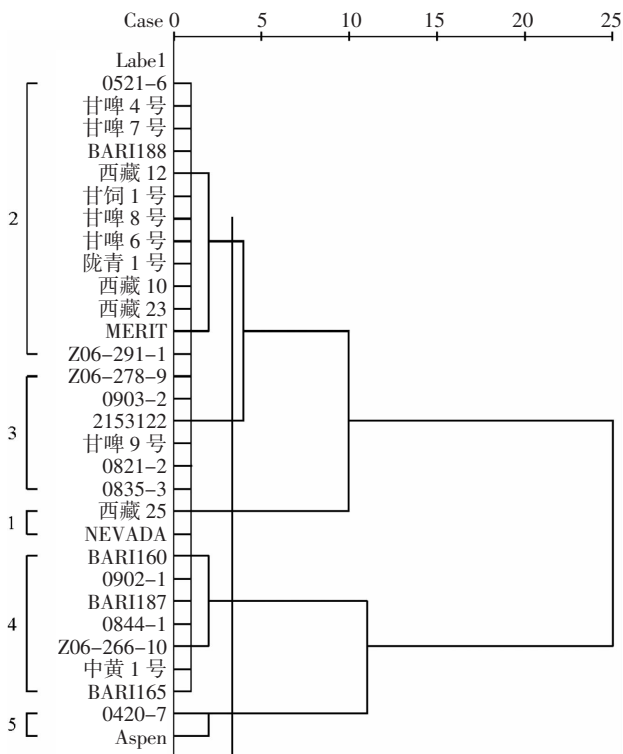 Case 0 5 10 15 20 25
Labe1
0521-6
甘啤 4 号
甘啤 7 号
BARI188
西藏 12
甘饲 1 号
2 甘啤 8 号
甘啤 6 号
陇青 1 号
西藏 10
西藏 23
MERIT
Z06-291-1
Z06-278-9
0903-2
3 2153122
甘啤 9 号
0821-2
0835-3
1 西藏 25
NEVADA
BARI160
0902-1
BARI187
4 0844-1
Z06-266-10
中黄 1 号
BARI165
5 0420-7
Aspen